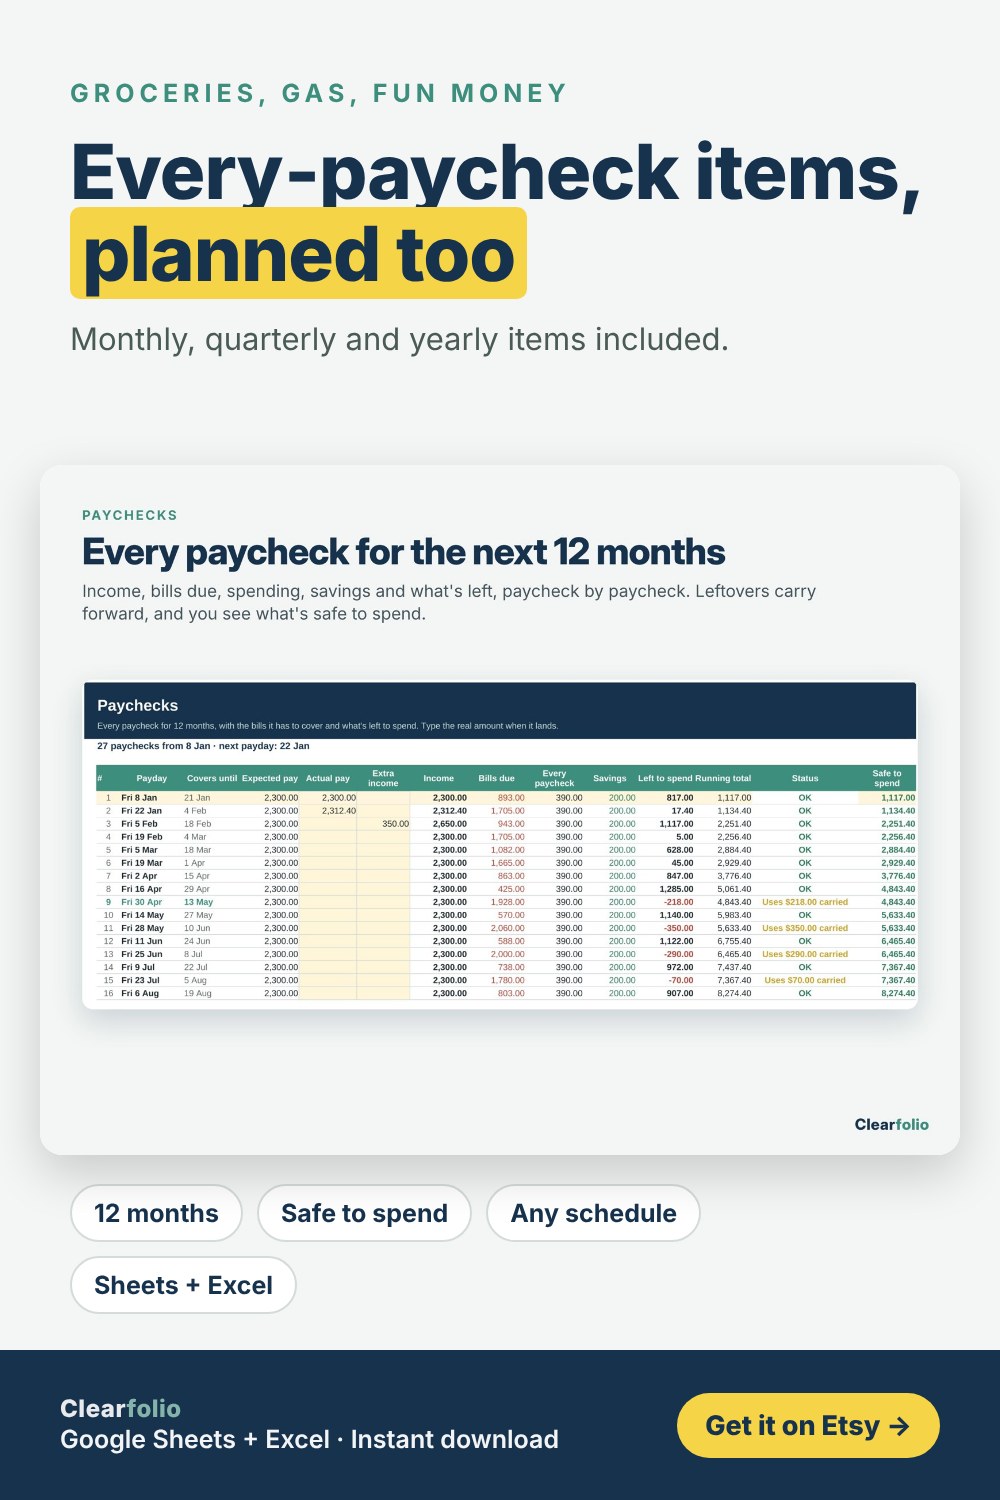 GROCERIES, GAS, FUN MONEY
Every-paycheck items,
planned too
Monthly, quarterly and yearly items included.
PAYCHECKS
Every paycheck for the next 12 months
Income, bills due, spending, savings and what's left, paycheck by paycheck. Leftovers carry
forward, and you see what's safe to spend.
Paychecks
Every paycheck for 12 months, with the bills it has to cover and what's left to spend. Type the real amount when it lands.
27 paychecks from 8 Jan · next payday: 22 Jan
# Payday Covers until Expected pay Actual pay Extra income Income Bills due Every paycheck Savings Left to spend Running total Status Safe to spend
1 Fri 8 Jan 21 Jan 2,300.00 2,300.00 2,300.00 893.00 390.00 200.00 817.00 1,117.00 OK 1,117.00
2 Fri 22 Jan 4 Feb 2,300.00 2,312.40 2,312.40 1,705.00 390.00 200.00 17.40 1,134.40 OK 1,134.40
3 Fri 5 Feb 18 Feb 2,300.00 350.00 2,650.00 943.00 390.00 200.00 1,117.00 2,251.40 OK 2,251.40
4 Fri 19 Feb 4 Mar 2,300.00 2,300.00 1,705.00 390.00 200.00 5.00 2,256.40 OK 2,256.40
5 Fri 5 Mar 18 Mar 2,300.00 2,300.00 1,082.00 390.00 200.00 628.00 2,884.40 OK 2,884.40
6 Fri 19 Mar 1 Apr 2,300.00 2,300.00 1,665.00 390.00 200.00 45.00 2,929.40 OK 2,929.40
7 Fri 2 Apr 15 Apr 2,300.00 2,300.00 863.00 390.00 200.00 847.00 3,776.40 OK 3,776.40
8 Fri 16 Apr 29 Apr 2,300.00 2,300.00 425.00 390.00 200.00 1,285.00 5,061.40 OK 4,843.40
9 Fri 30 Apr 13 May 2,300.00 2,300.00 1,928.00 390.00 200.00 -218.00 4,843.40 Uses $218.00 carried 4,843.40
10 Fri 14 May 27 May 2,300.00 2,300.00 570.00 390.00 200.00 1,140.00 5,983.40 OK 5,633.40
11 Fri 28 May 10 Jun 2,300.00 2,300.00 2,060.00 390.00 200.00 -350.00 5,633.40 Uses $350.00 carried 5,633.40
12 Fri 11 Jun 24 Jun 2,300.00 2,300.00 588.00 390.00 200.00 1,122.00 6,755.40 OK 6,465.40
13 Fri 25 Jun 8 Jul 2,300.00 2,300.00 2,000.00 390.00 200.00 -290.00 6,465.40 Uses $290.00 carried 6,465.40
14 Fri 9 Jul 22 Jul 2,300.00 2,300.00 738.00 390.00 200.00 972.00 7,437.40 OK 7,367.40
15 Fri 23 Jul 5 Aug 2,300.00 2,300.00 1,780.00 390.00 200.00 -70.00 7,367.40 Uses $70.00 carried 7,367.40
16 Fri 6 Aug 19 Aug 2,300.00 2,300.00 803.00 390.00 200.00 907.00 8,274.40 OK 8,274.40
Clearfolio
12 months
Safe to spend
Any schedule
Sheets + Excel
Clearfolio
Google Sheets + Excel · Instant download
Get it on Etsy →